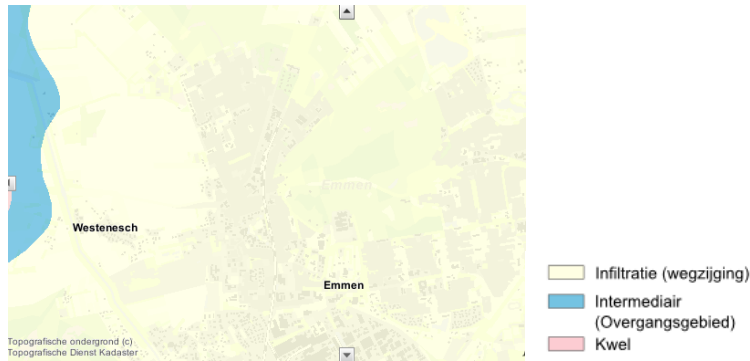 Emmen
Westenesch
Emmen
Topografische ondergrond (c)
Topografische Dienst Kadaster
Infiltratie (wegzijging)
Intermediair
(Overgangsgebied)
Kwel